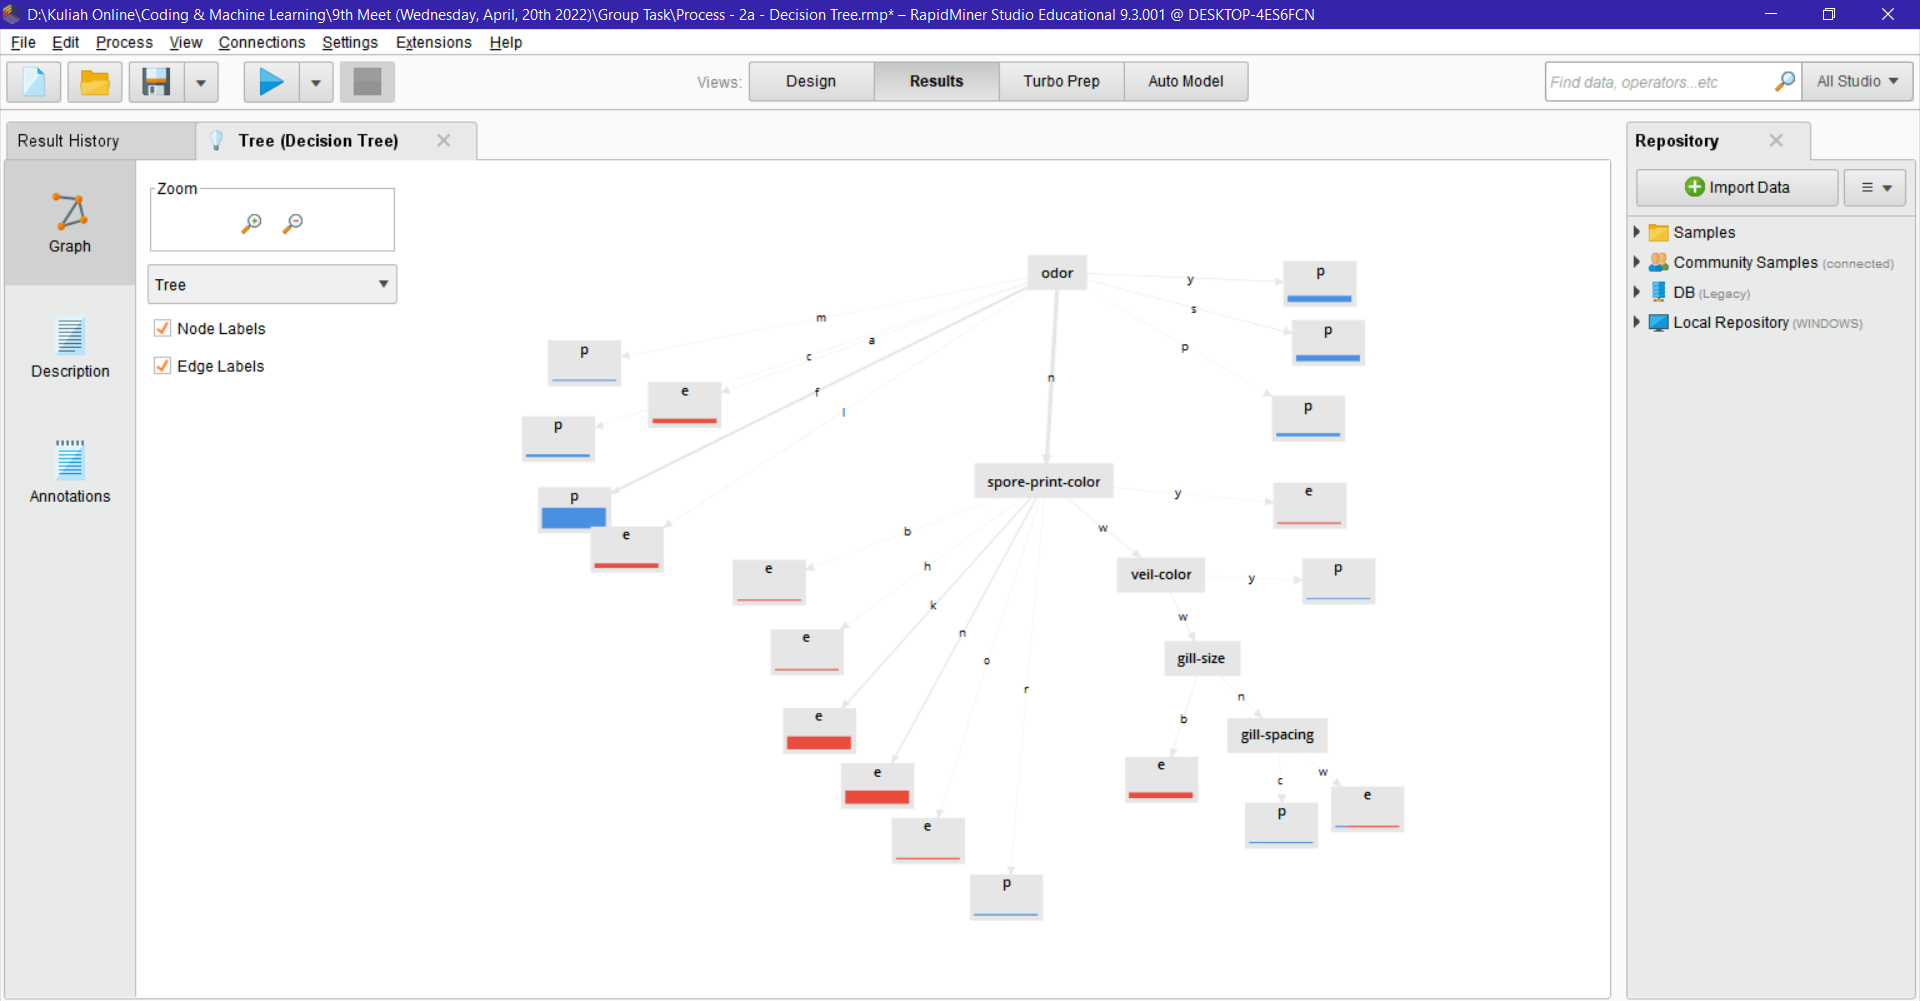 D:\Kuliah Online\Coding & Machine Learning\9th Meet (Wednesday, April, 20th 2022)\Group Task\Process - 2a - Decision Tree.rmp* – RapidMiner Studio Educational 9.3.001 @ DESKTOP-4ES6FCN
File Edit Process View Connections Settings Extensions Help
Views: Design Results Turbo Prep Auto Model
Find data, operators...etc All Studio
Result History
Tree (Decision Tree)
Repository
Zoom
Graph
Tree
Node Labels
Edge Labels
Description
Annotations
Import Data
Samples
Community Samples (connected)
DB (Legacy)
Local Repository (WINDOWS)
odor
y
p
m
s
p
a
p
c
p
n
e
f
p
l
p
p
spore-print-color
y
e
p
e
b
w
e
h
veil-color
y
p
k
w
e
n
gill-size
o
r
n
e
b
gill-spacing
e
e
c
w
e
p
e
p